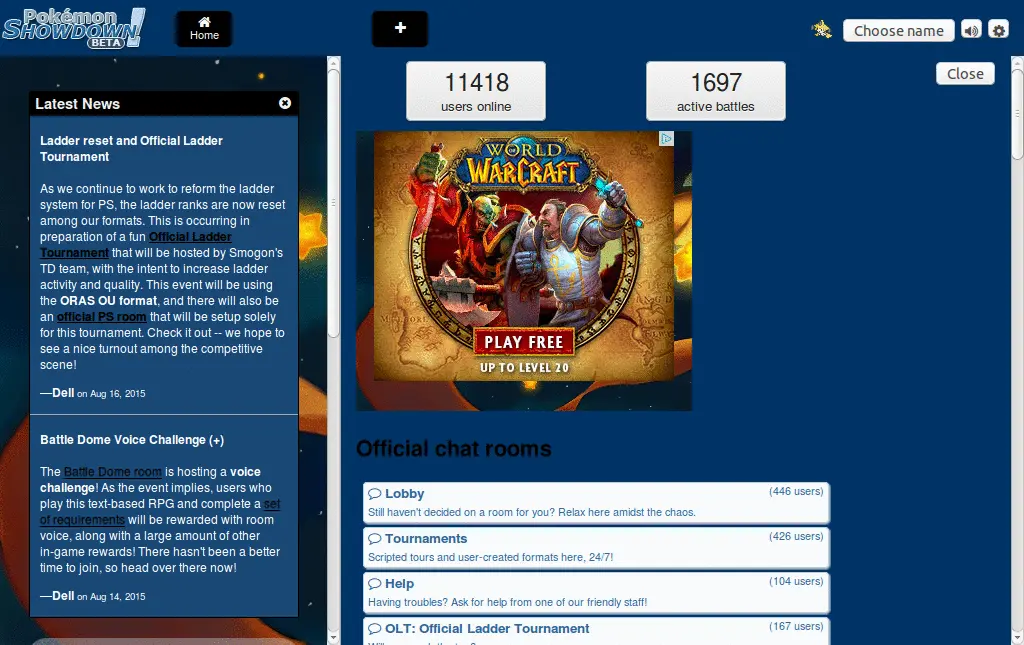 Pokémon
SHOWDOWN!
BETA
Home
Choose name
Latest News
Ladder reset and Official Ladder
Tournament
As we continue to work to reform the ladder
system for PS, the ladder ranks are now reset
among our formats. This is occurring in
preparation of a fun Official Ladder
Tournament that will be hosted by Smogon's
TD team, with the intent to increase ladder
activity and quality. This event will be using
the ORAS OU format, and there will also be
an official PS room that will be setup solely
for this tournament. Check it out -- we hope to
see a nice turnout among the competitive
scene!
—Dell on Aug 16, 2015
Battle Dome Voice Challenge (+)
The Battle Dome room is hosting a voice
challenge! As the event implies, users who
play this text-based RPG and complete a set
of requirements will be rewarded with room
voice, along with a large amount of other
in-game rewards! There hasn't been a better
time to join, so head over there now!
—Dell on Aug 14, 2015
11418
users online
1697
active battles
Close
WORLD
OF
WARCRAFT
PLAY FREE
UP TO LEVEL 20
Official chat rooms
Lobby (446 users)
Still haven't decided on a room for you? Relax here amidst the chaos.
Tournaments (426 users)
Scripted tours and user-created formats here, 24/7!
Help (104 users)
Having troubles? Ask for help from one of our friendly staff!
OLT: Official Ladder Tournament (167 users)